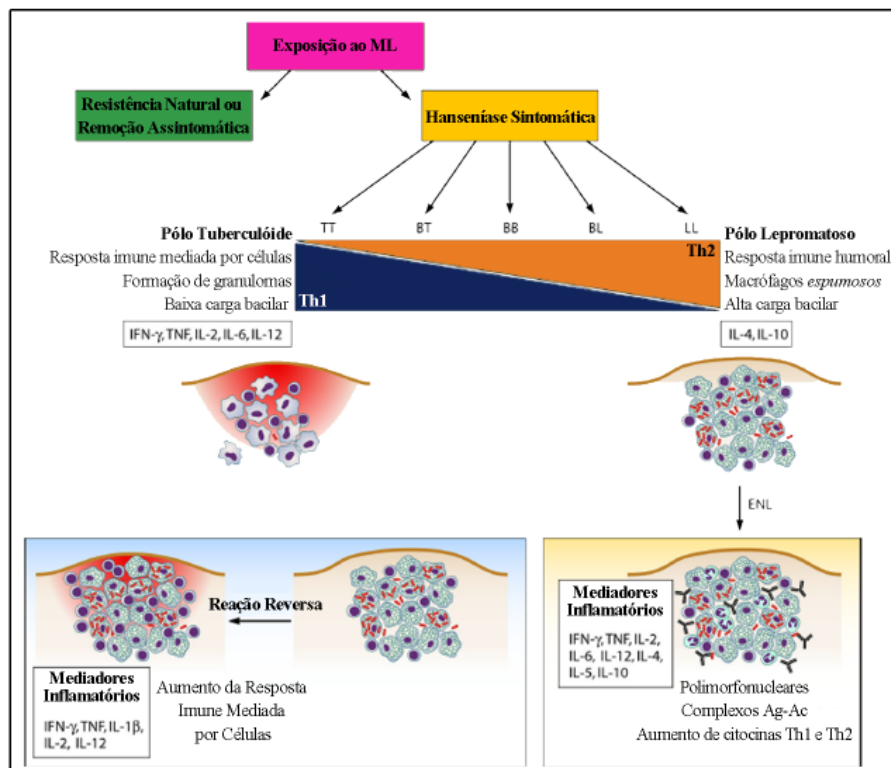 Exposição ao ML
Resistência Natural ou
Remoção Assintomática
Hanseníase Sintomática
TT
BT
BB
BL
LL
Pólo Tuberculóide
Resposta imune mediada por células
Formação de granulomas
Baixa carga bacilar
IFN-γ, TNF, IL-2, IL-6, IL-12
Th1
Th2
Pólo Lepromatoso
Resposta imune humoral
Macrófagos espumosos
Alta carga bacilar
IL-4, IL-10
ENL
Reação Reversa
Mediadores
Inflamatórios
IFN-γ, TNF, IL-1β,
IL-2, IL-12
Aumento da Resposta
Imune Mediada
por Células
Mediadores
Inflamatórios
IFN-γ, TNF, IL-2,
IL-6, IL-12, IL-4,
IL-5, IL-10
Polimorfonucleares
Complexos Ag-Ac
Aumento de citocinas Th1 e Th2